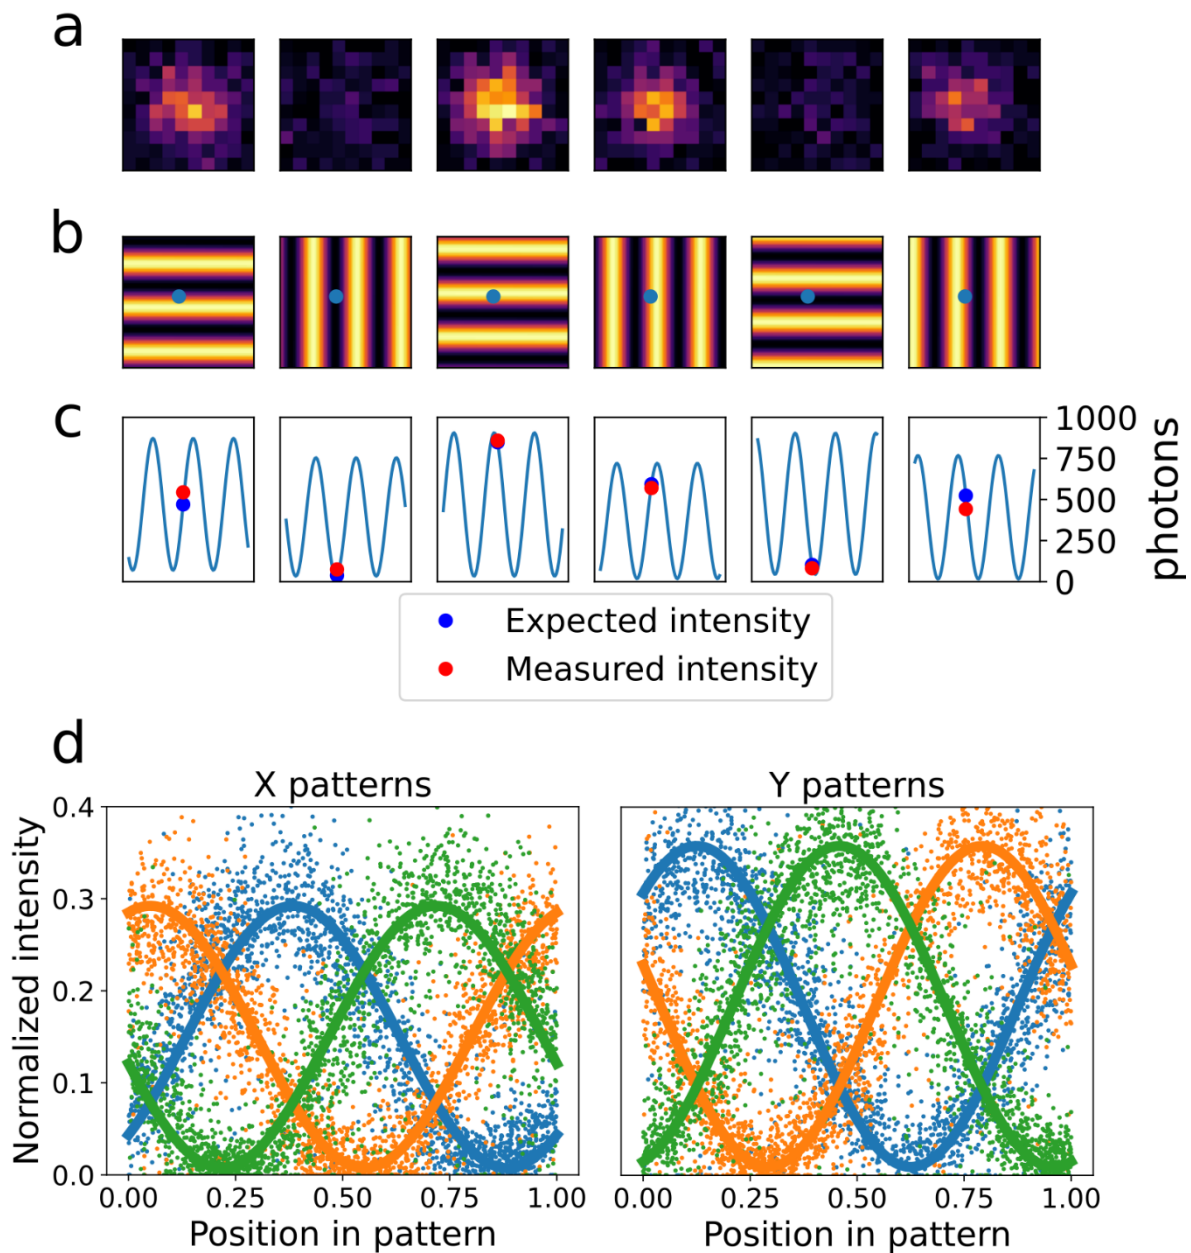 a
b
c
1000
750
500
250
0
photons
Expected intensity
Measured intensity
d
X patterns
Y patterns
Normalized intensity
0.4
0.3
0.2
0.1
0.0
0.00 0.25 0.50 0.75 1.00
0.00 0.25 0.50 0.75 1.00
Position in pattern
Position in pattern